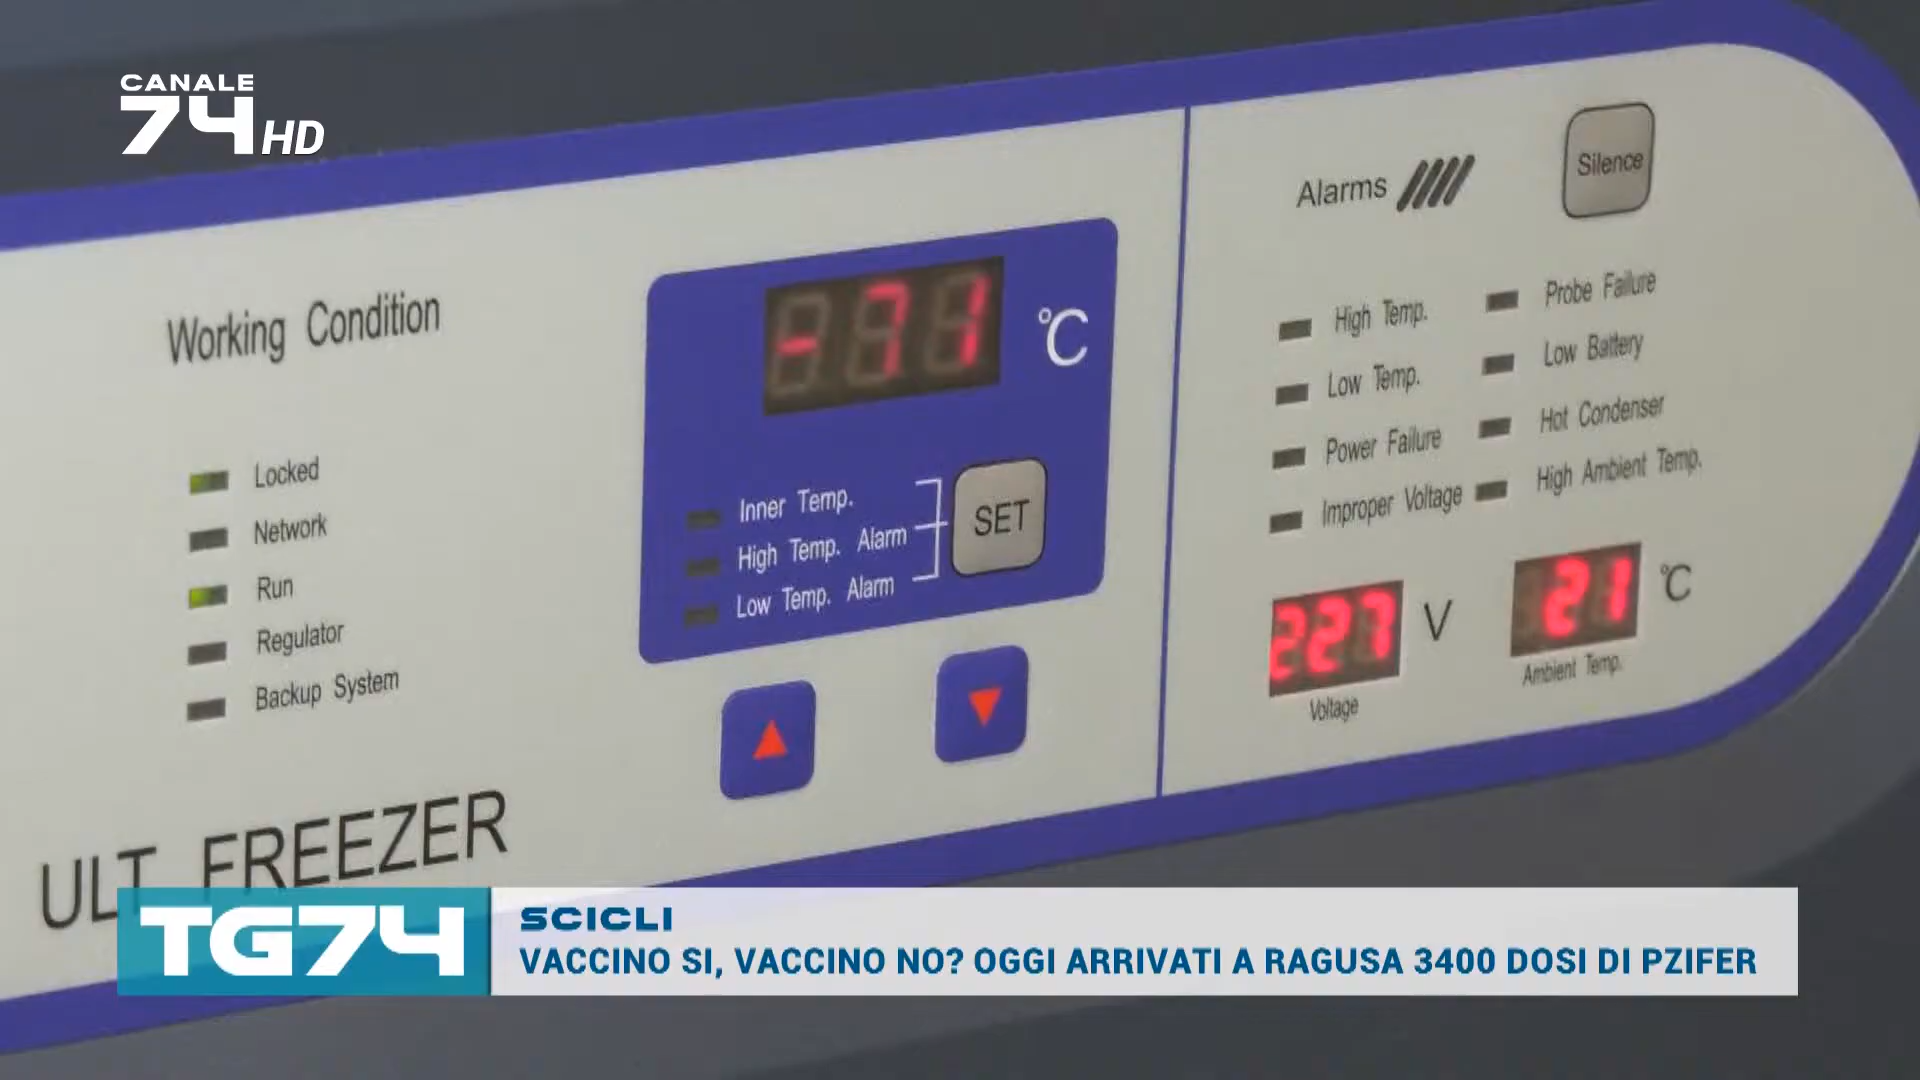 CANALE
74 HD
Working Condition
Locked
Network
Run
Regulator
Backup System
ULT FREEZER
-71 °C
Inner Temp.
High Temp. Alarm
Low Temp. Alarm
SET
Alarms
Silence
High Temp.
Low Temp.
Power Failure
Improper Voltage
Probe Failure
Low Battery
Hot Condenser
High Ambient Temp.
227 V
Voltage
21 °C
Ambient Temp.
TG74
SCICLI
VACCINO SI, VACCINO NO? OGGI ARRIVATI A RAGUSA 3400 DOSI DI PZIFER